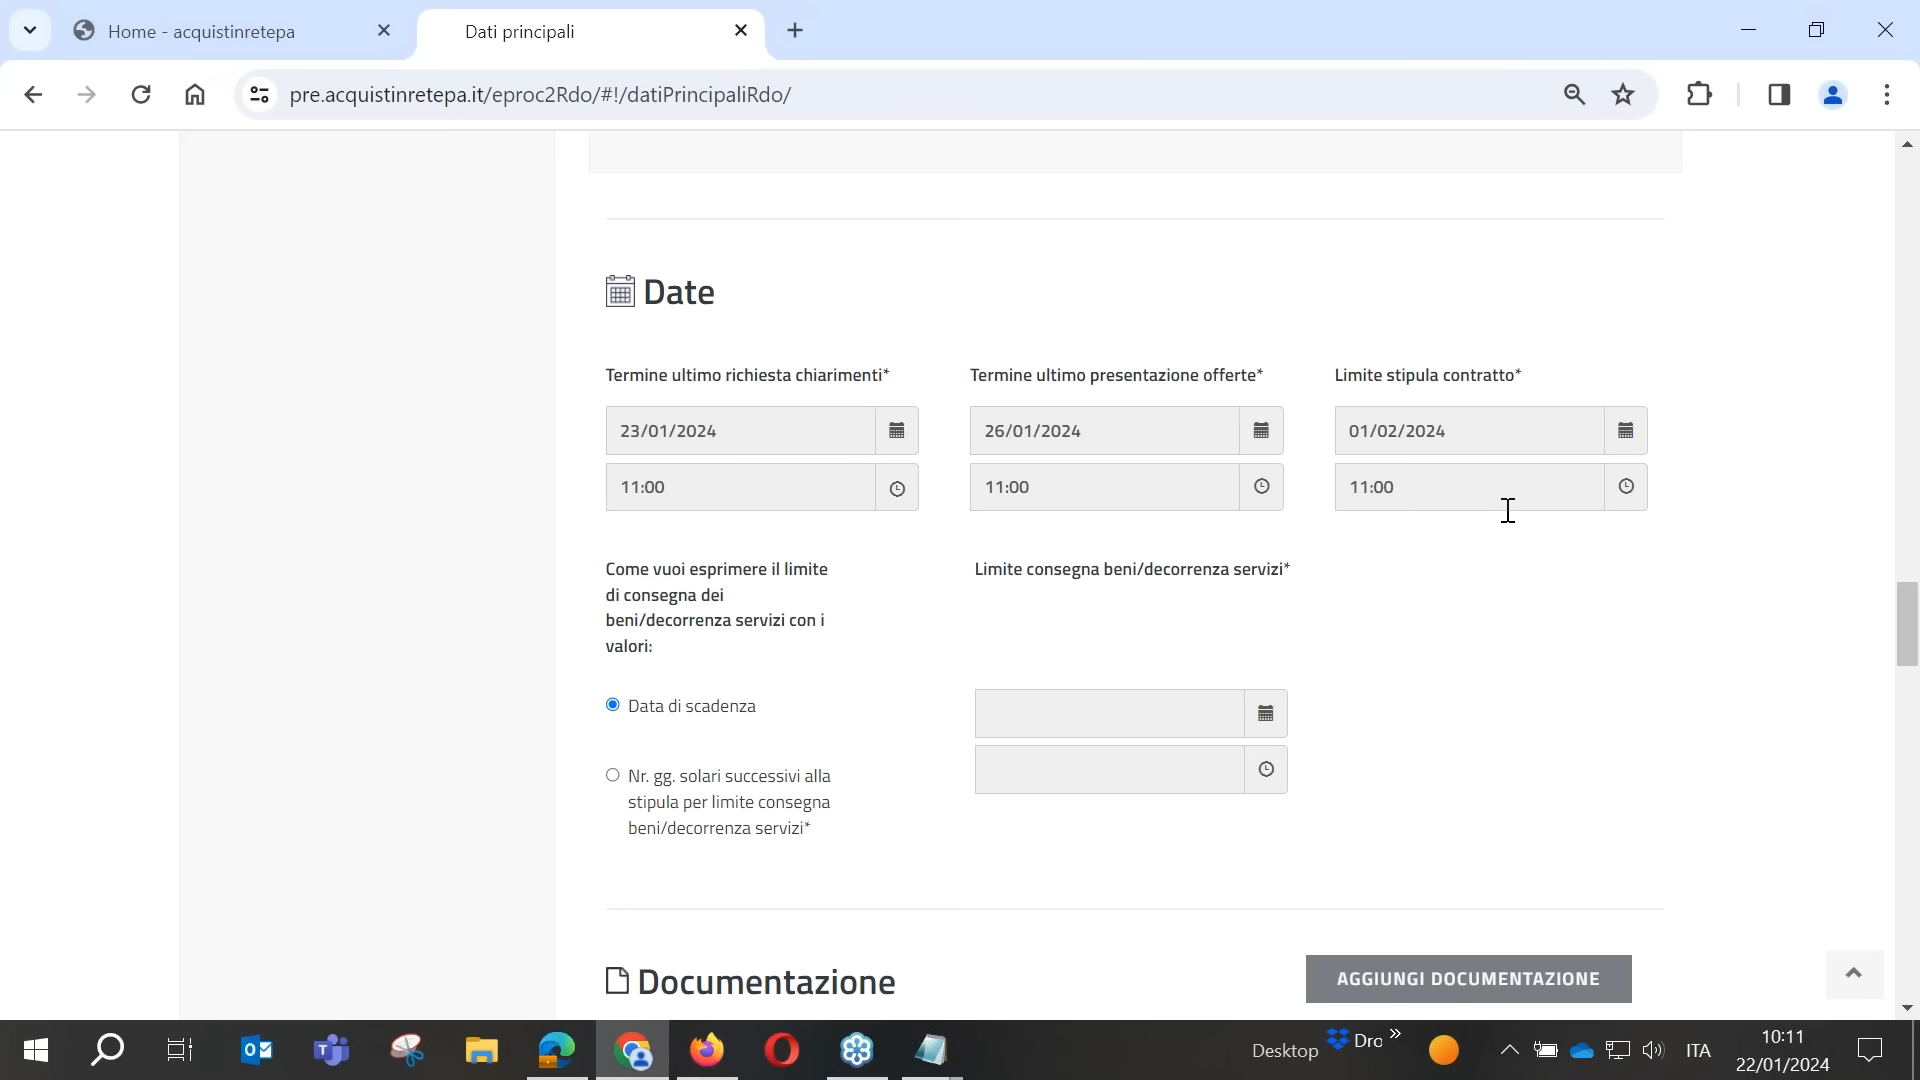 Home - acquistinretepa
Dati principali
pre.acquistinretepa.it/eproc2Rdo/#!/datiPrincipaliRdo/
Date
Termine ultimo richiesta chiarimenti*
Termine ultimo presentazione offerte*
Limite stipula contratto*
23/01/2024
26/01/2024
01/02/2024
11:00
11:00
11:00
Come vuoi esprimere il limite
di consegna dei
beni/decorrenza servizi con i
valori:
Limite consegna beni/decorrenza servizi*
Data di scadenza
Nr. gg. solari successivi alla
stipula per limite consegna
beni/decorrenza servizi*
Documentazione
AGGIUNGI DOCUMENTAZIONE
Desktop
Dro
ITA
10:11
22/01/2024